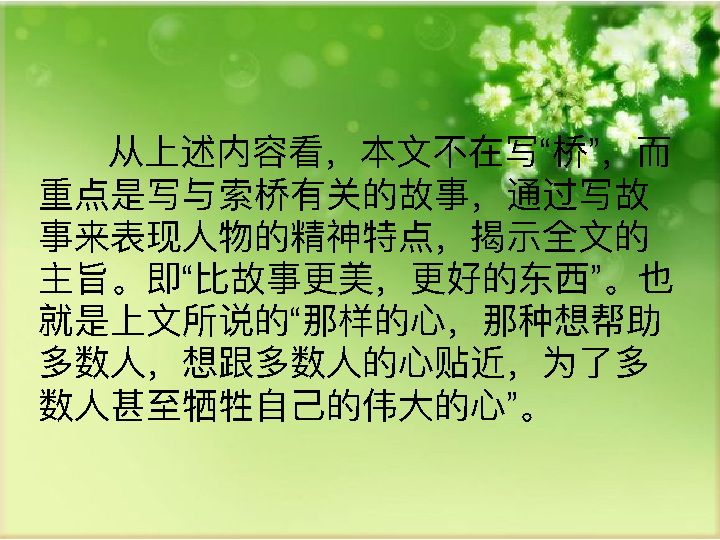 从上述内容看，本文不在写“桥”，而
重点是写与索桥有关的故事，通过写故
事来表现人物的精神特点，揭示全文的
主旨。即“比故事更美，更好的东西”。也
就是上文所说的“那样的心，那种想帮助
多数人，想跟多数人的心贴近，为了多
数人甚至牺牲自己的伟大的心”。